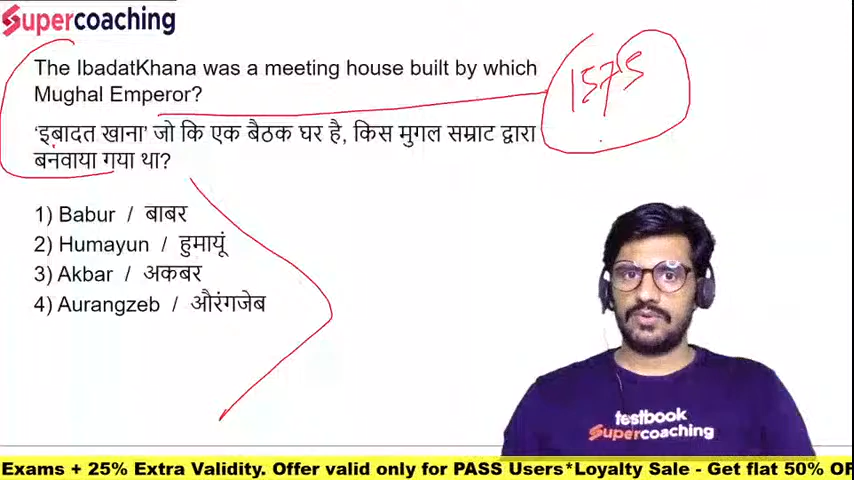 Supercoaching
The IbadatKhana was a meeting house built by which
Mughal Emperor?
1575
‘इबादत खाना’ जो कि एक बैठक घर है, किस मुगल सम्राट द्वारा
बनवाया गया था?
1) Babur / बाबर
2) Humayun / हुमायूं
3) Akbar / अकबर
4) Aurangzeb / औरंगजेब
testbook
Supercoaching
Exams + 25% Extra Validity. Offer valid only for PASS Users*Loyalty Sale - Get flat 50% OF